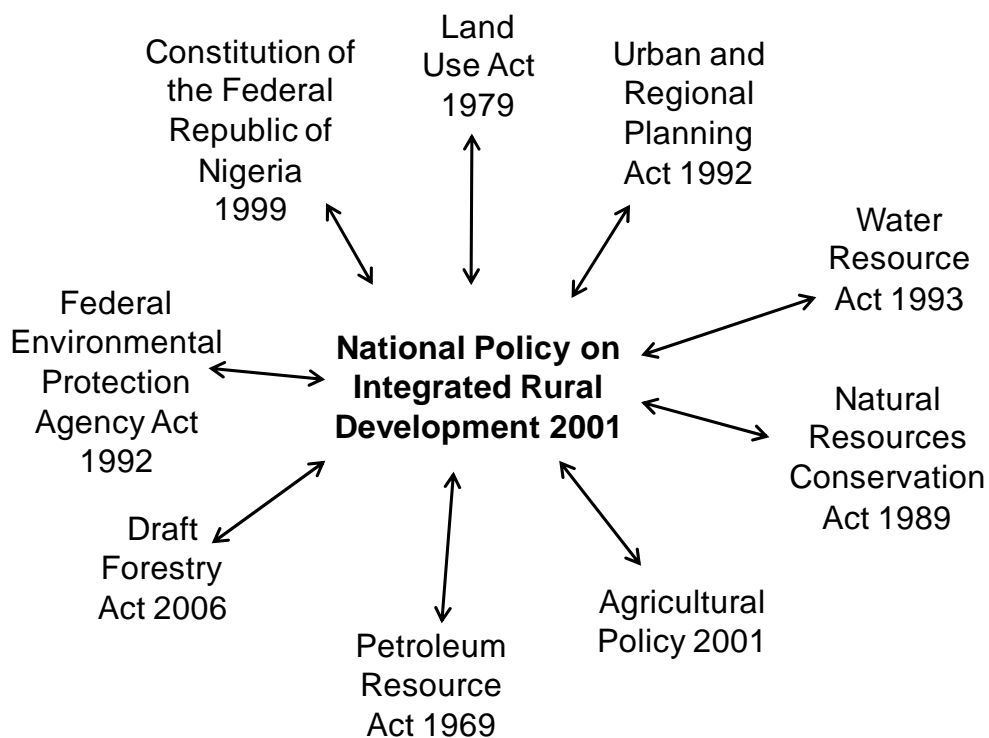 Constitution of
the Federal
Republic of
Nigeria
1999
Land
Use Act
1979
Urban and
Regional
Planning
Act 1992
Water
Resource
Act 1993
Federal
Environmental
Protection
Agency Act
1992
National Policy on
Integrated Rural
Development 2001
Natural
Resources
Conservation
Act 1989
Draft
Forestry
Act 2006
Petroleum
Resource
Act 1969
Agricultural
Policy 2001